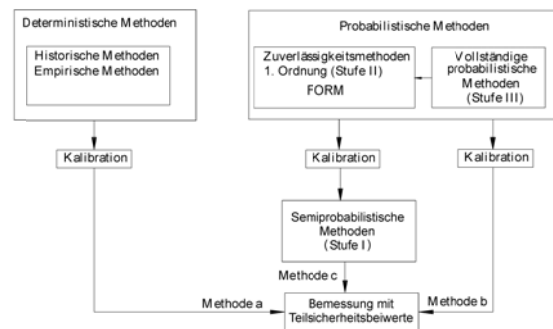 Deterministische Methoden
Historische Methoden
Empirische Methoden
Kalibration
Probabilistische Methoden
Zuverlässigkeitsmethoden
1. Ordnung (Stufe II)
FORM
Vollständige
probabilistische
Methoden
(Stufe III)
Kalibration
Kalibration
Semiprobabilistische
Methoden
(Stufe I)
Methode c
Methode a
Bemessung mit
Teilsicherheitsbeiwerte
Methode b